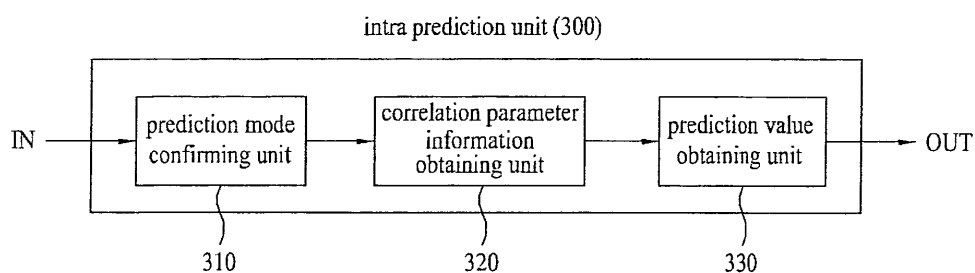 intra prediction unit (300)
IN
prediction mode
confirming unit
correlation parameter
information
obtaining unit
prediction value
obtaining unit
OUT
310
320
330